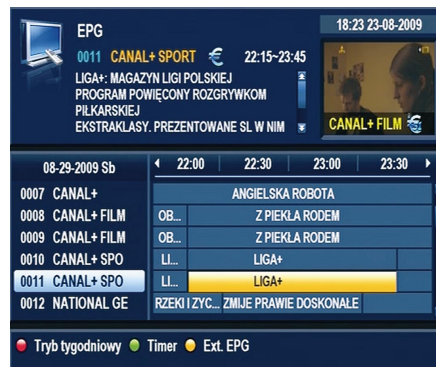 EPG
18:23 23-08-2009
0011 CANAL+ SPORT € 22:15~23:45
LIGA+: MAGAZYN LIGI POLSKIEJ
PROGRAM POWIĘCONY ROZGRYWKOM
PIŁKARSKIEJ
EKSTRAKLASY. PREZENTOWANE SĽ W NIM
CANAL+ FILM €
08-29-2009 Sb
22:00 22:30 23:00 23:30
0007 CANAL+ ANGIELSKA ROBOTA
0008 CANAL+ FILM OB... Z PIEKŁA RODEM
0009 CANAL+ FILM OB... Z PIEKŁA RODEM
0010 CANAL+ SPO LI... LIGA+
0011 CANAL+ SPO LI... LIGA+
0012 NATIONAL GE RZEKI I ZYC... ZMIJE PRAWIE DOSKONAŁE
Tryb tygodniowy Timer Ext. EPG